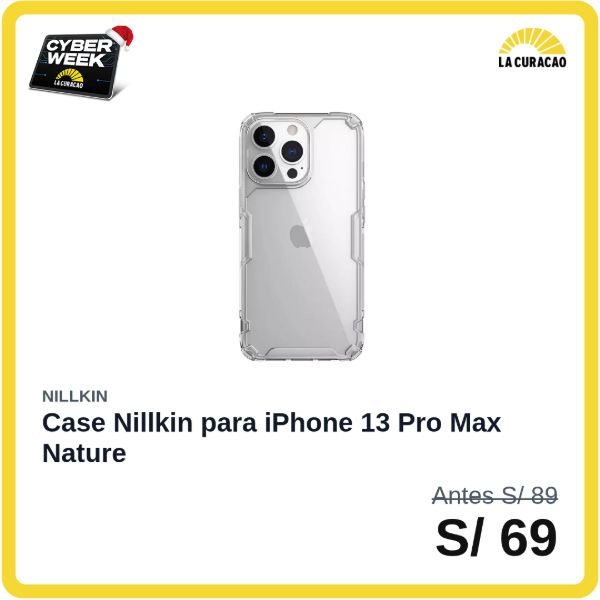 CYBER
WEEK
LA CURACAO
LA CURACAO
NILLKIN
Case Nillkin para iPhone 13 Pro Max
Nature
Antes S/ 89
S/ 69